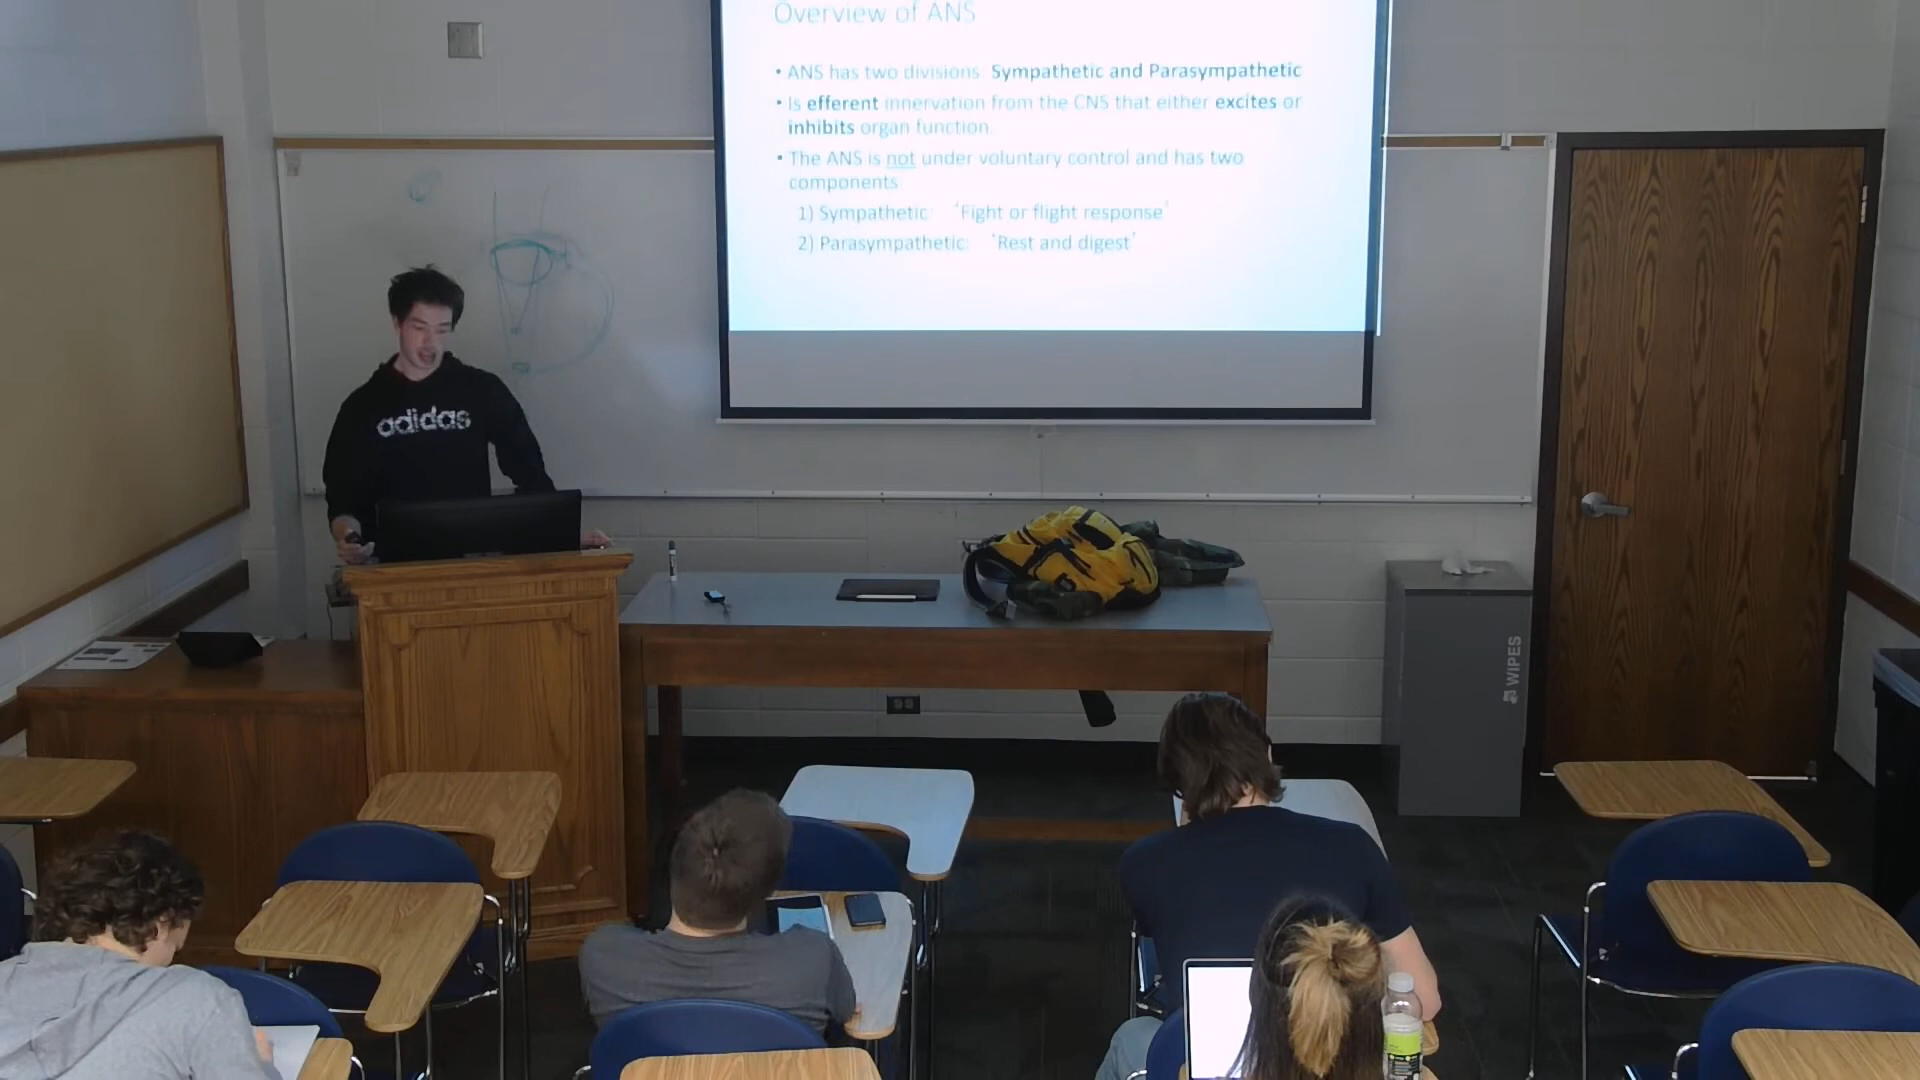 Overview of ANS
• ANS has two divisions: Sympathetic and Parasympathetic
• Is efferent innervation from the CNS that either excites or
inhibits organ function.
• The ANS is not under voluntary control and has two
components
1) Sympathetic: 'Fight or flight response'
2) Parasympathetic: 'Rest and digest'
adidas
WIPES